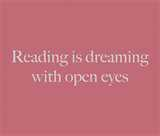 Reading is dreaming
with open eyes